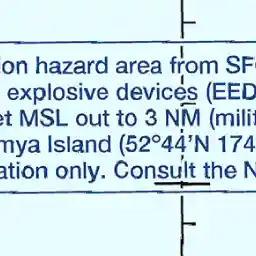 ion hazard area from SF
explosive devices (EED
et MSL out to 3 NM (mili
mya Island (52°44'N 174
ation only. Consult the N